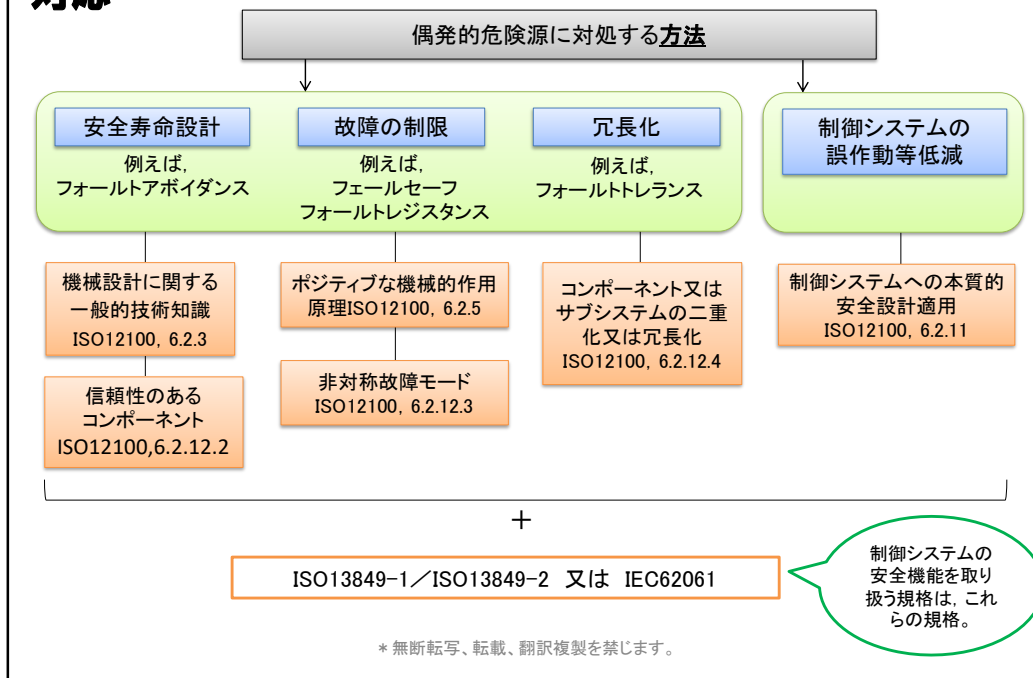 対応
偶発的危険源に対処する方法
安全寿命設計
例えば,
フォールトアボイダンス
故障の制限
例えば,
フェールセーフ
フォールトレジスタンス
冗長化
例えば,
フォールトトレランス
制御システムの
誤作動等低減
機械設計に関する
一般的技術知識
ISO12100, 6.2.3
信頼性のある
コンポーネント
ISO12100,6.2.12.2
ポジティブな機械的作用
原理ISO12100, 6.2.5
非対称故障モード
ISO12100, 6.2.12.3
コンポーネント又は
サブシステムの二重
化又は冗長化
ISO12100, 6.2.12.4
制御システムへの本質的
安全設計適用
ISO12100, 6.2.11
+
ISO13849-1/ISO13849-2 又は IEC62061
制御システムの
安全機能を取り
扱う規格は, これ
らの規格。
* 無断転写、転載、翻訳複製を禁じます。